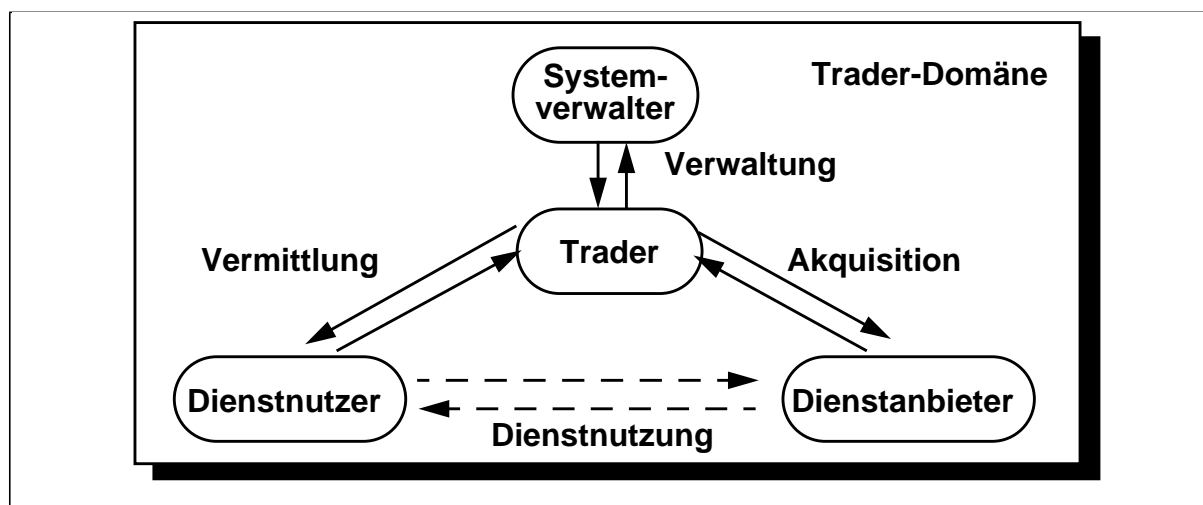 System-
verwalter
Trader-Domäne
Verwaltung
Vermittlung
Trader
Akquisition
Dienstnutzer
Dienstanbieter
Dienstnutzung